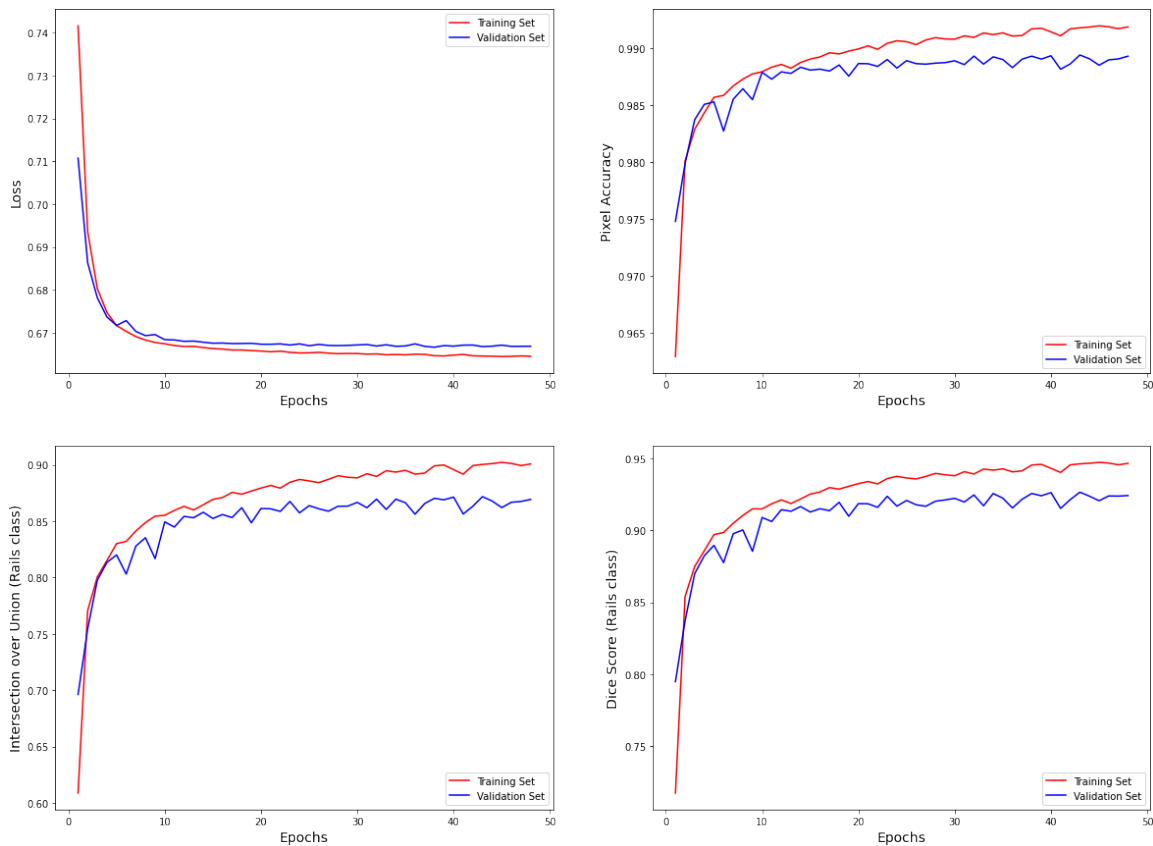 Training Set
Validation Set
0.74
0.73
0.72
0.71
0.70
0.69
0.68
0.67
Loss
0 10 20 30 40 50
Epochs
0.990
0.985
0.980
0.975
0.970
0.965
Pixel Accuracy
Training Set
Validation Set
0 10 20 30 40 50
Epochs
0.90
0.85
0.80
0.75
0.70
0.65
0.60
Intersection over Union (Rails class)
Training Set
Validation Set
0 10 20 30 40 50
Epochs
0.95
0.90
0.85
0.80
0.75
Dice Score (Rails class)
Training Set
Validation Set
0 10 20 30 40 50
Epochs